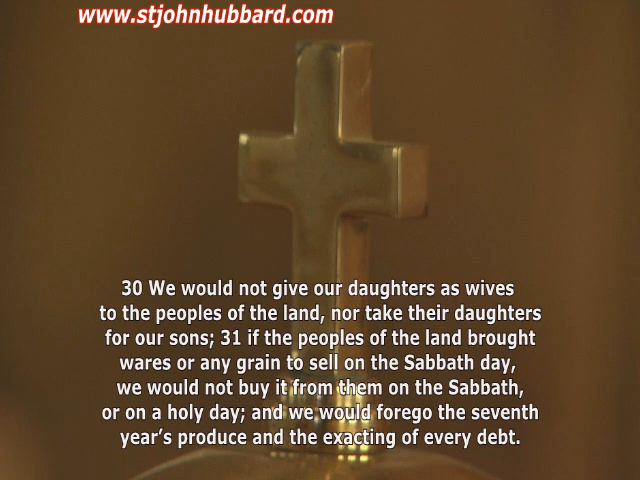 www.stjohnhubbard.com
30 We would not give our daughters as wives
to the peoples of the land, nor take their daughters
for our sons; 31 if the peoples of the land brought
wares or any grain to sell on the Sabbath day,
we would not buy it from them on the Sabbath,
or on a holy day; and we would forego the seventh
year’s produce and the exacting of every debt.